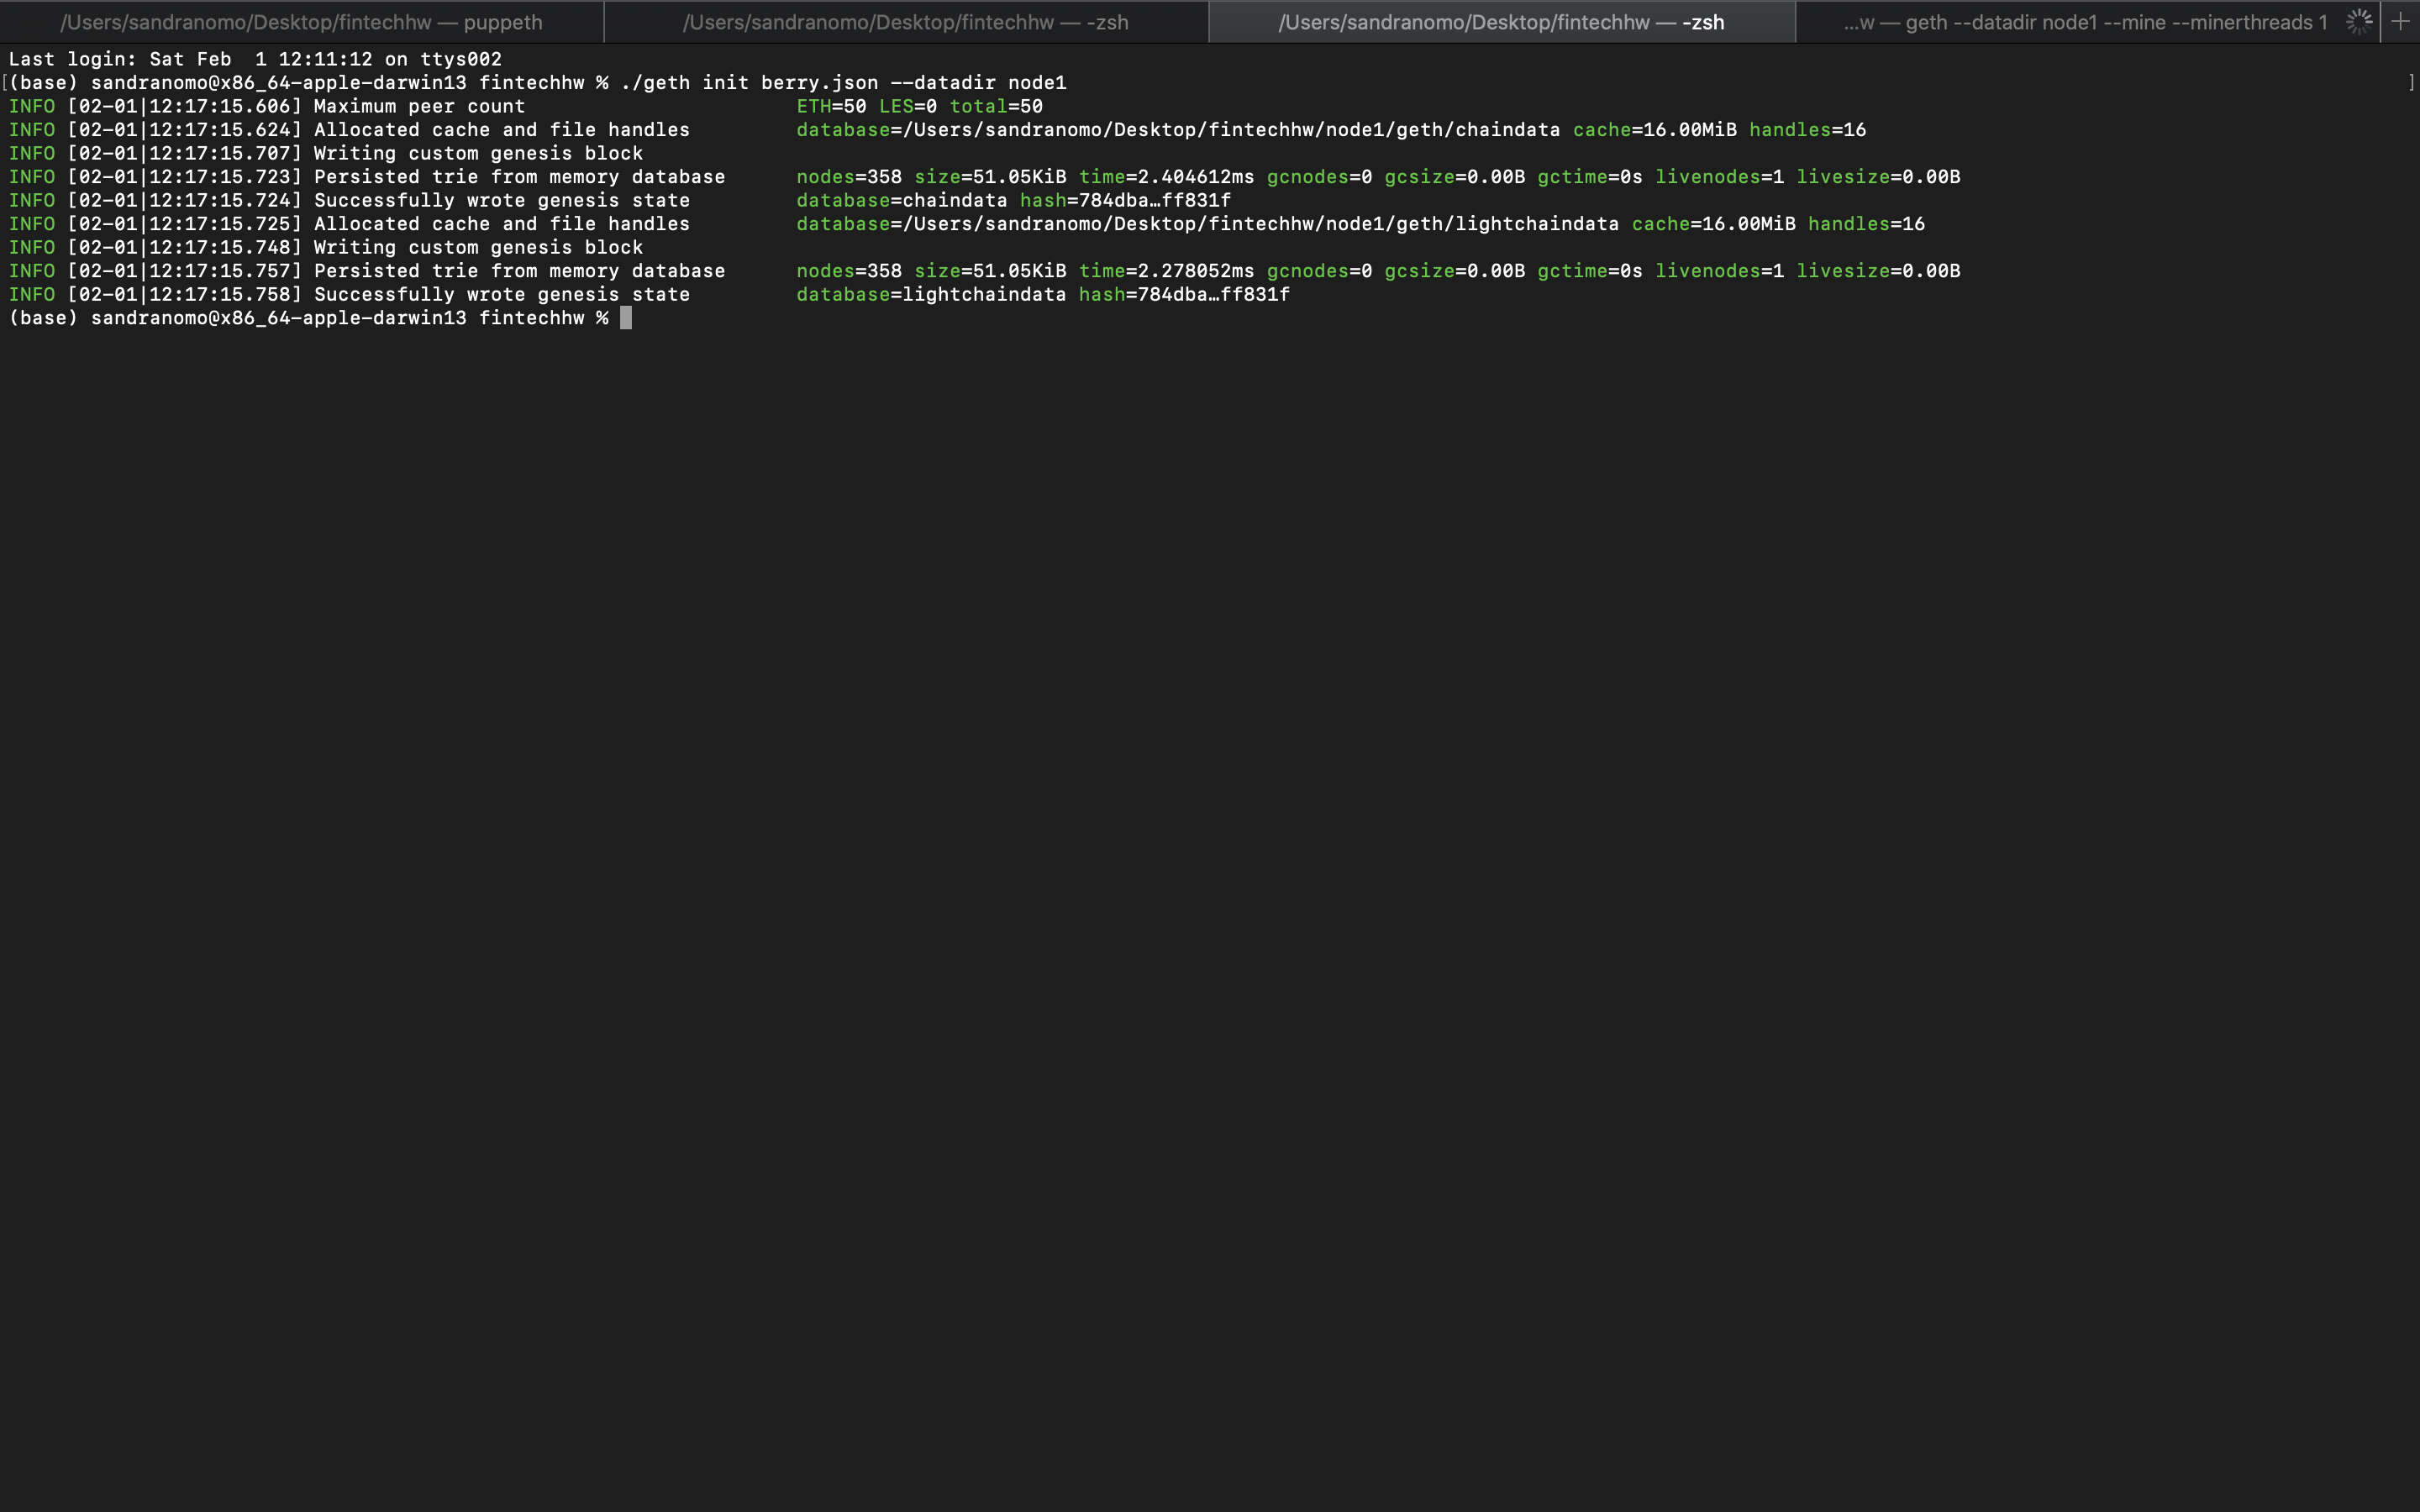 /Users/sandranomo/Desktop/fintechhw — puppeth
/Users/sandranomo/Desktop/fintechhw — -zsh
/Users/sandranomo/Desktop/fintechhw — -zsh
...w — geth --datadir node1 --mine --minerthreads 1
Last login: Sat Feb  1 12:11:12 on ttys002
[(base) sandranomo@x86_64-apple-darwin13 fintechhw % ./geth init berry.json --datadir node1 ]
INFO [02-01|12:17:15.606] Maximum peer count                       ETH=50 LES=0 total=50
INFO [02-01|12:17:15.624] Allocated cache and file handles         database=/Users/sandranomo/Desktop/fintechhw/node1/geth/chaindata cache=16.00MiB handles=16
INFO [02-01|12:17:15.707] Writing custom genesis block
INFO [02-01|12:17:15.723] Persisted trie from memory database      nodes=358 size=51.05KiB time=2.404612ms gcnodes=0 gcsize=0.00B gctime=0s livenodes=1 livesize=0.00B
INFO [02-01|12:17:15.724] Successfully wrote genesis state         database=chaindata hash=784dba…ff831f
INFO [02-01|12:17:15.725] Allocated cache and file handles         database=/Users/sandranomo/Desktop/fintechhw/node1/geth/lightchaindata cache=16.00MiB handles=16
INFO [02-01|12:17:15.748] Writing custom genesis block
INFO [02-01|12:17:15.757] Persisted trie from memory database      nodes=358 size=51.05KiB time=2.278052ms gcnodes=0 gcsize=0.00B gctime=0s livenodes=1 livesize=0.00B
INFO [02-01|12:17:15.758] Successfully wrote genesis state         database=lightchaindata hash=784dba…ff831f
(base) sandranomo@x86_64-apple-darwin13 fintechhw %